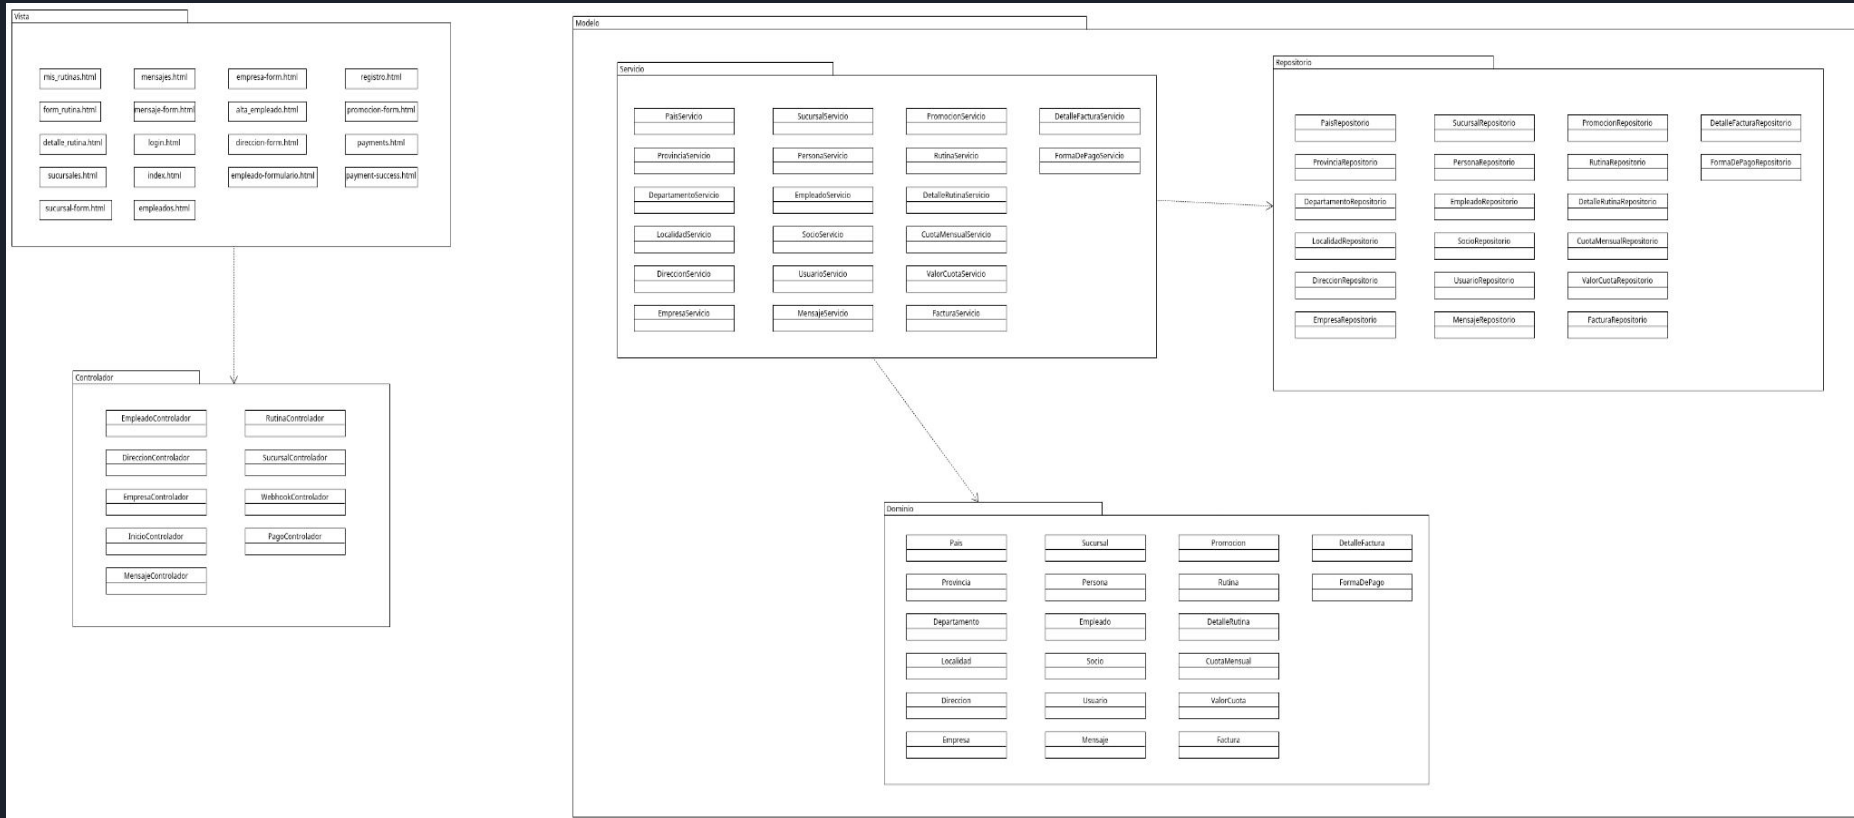 Vista
mis_rutinas.html
mensajes.html
empresa-form.html
registro.html
form_rutina.html
mensaje-form.html
alta_empleado.html
promocion-form.html
detalle_rutina.html
login.html
direccion-form.html
payments.html
sucursales.html
index.html
empleado-formulario.html
payment-success.html
sucursal-form.html
empleados.html
Controlador
EmpleadoControlador
RutinaControlador
DireccionControlador
SucursalControlador
EmpresaControlador
WebhookControlador
InicioControlador
PagoControlador
MensajeControlador
Modelo
Servicio
PaisServicio
SucursalServicio
PromocionServicio
DetalleFacturaServicio
ProvinciaServicio
PersonaServicio
RutinaServicio
FormaDePagoServicio
DepartamentoServicio
EmpleadoServicio
DetalleRutinaServicio
LocalidadServicio
SocioServicio
CuotaMensualServicio
DireccionServicio
UsuarioServicio
ValorCuotaServicio
EmpresaServicio
MensajeServicio
FacturaServicio
Repositorio
PaisRepositorio
SucursalRepositorio
PromocionRepositorio
DetalleFacturaRepositorio
ProvinciaRepositorio
PersonaRepositorio
RutinaRepositorio
FormaDePagoRepositorio
DepartamentoRepositorio
EmpleadoRepositorio
DetalleRutinaRepositorio
LocalidadRepositorio
SocioRepositorio
CuotaMensualRepositorio
DireccionRepositorio
UsuarioRepositorio
ValorCuotaRepositorio
EmpresaRepositorio
MensajeRepositorio
FacturaRepositorio
Dominio
Pais
Sucursal
Promocion
DetalleFactura
Provincia
Persona
Rutina
FormaDePago
Departamento
Empleado
DetalleRutina
Localidad
Socio
CuotaMensual
Direccion
Usuario
ValorCuota
Empresa
Mensaje
Factura